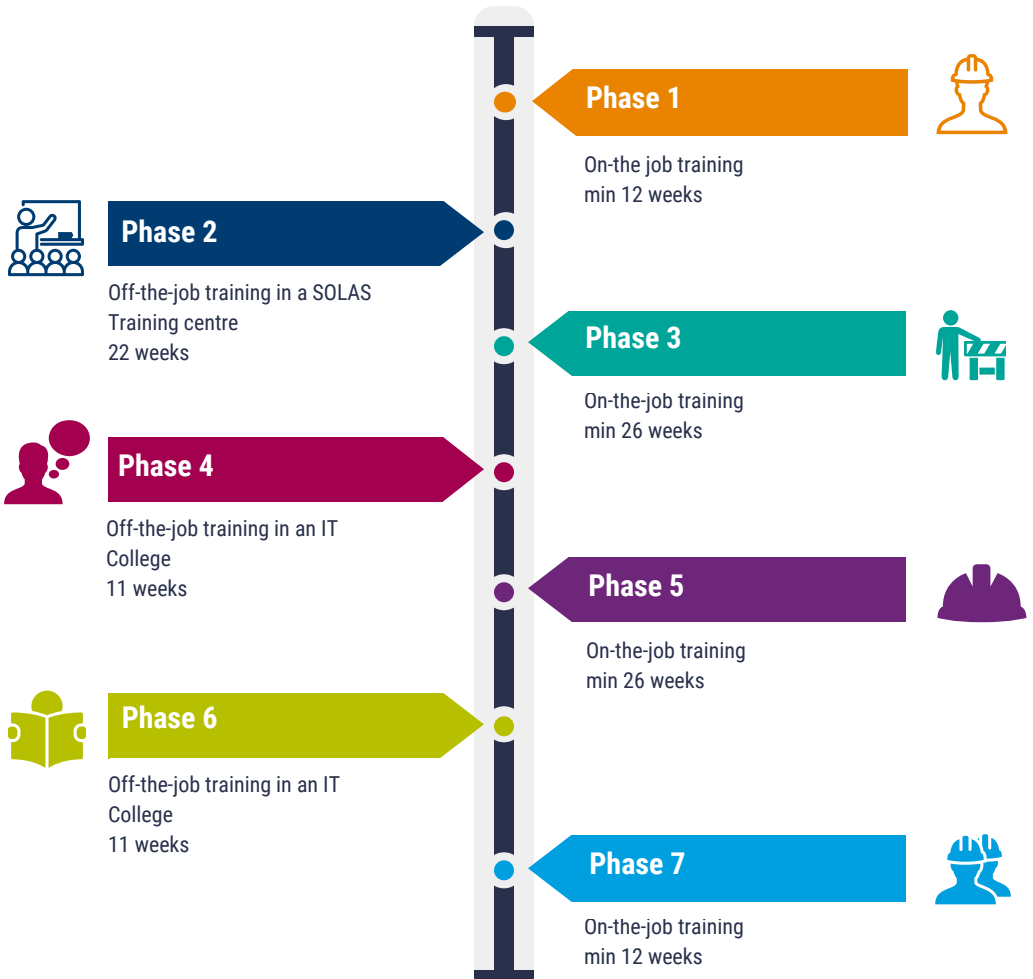 Phase 1
On-the job training
min 12 weeks
Phase 2
Off-the-job training in a SOLAS
Training centre
22 weeks
Phase 3
On-the-job training
min 26 weeks
Phase 4
Off-the-job training in an IT
College
11 weeks
Phase 5
On-the-job training
min 26 weeks
Phase 6
Off-the-job training in an IT
College
11 weeks
Phase 7
On-the-job training
min 12 weeks